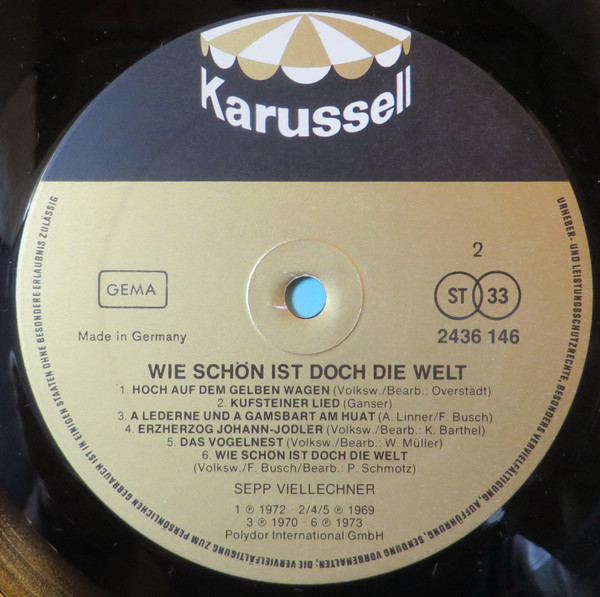 Karussell
2
GEMA
ST 33
Made in Germany
2436 146
WIE SCHÖN IST DOCH DIE WELT
1. HOCH AUF DEM GELBEN WAGEN (Volksw./Bearb.: Overstädt)
2. KUFSTEINER LIED (Ganser)
3. A LEDERNE UND A GAMSBART AM HUAT (A. Linner/F. Busch)
4. ERZHERZOG JOHANN-JODLER (Volksw./Bearb.: K. Barthel)
5. DAS VOGELNEST (Volksw./Bearb.: W. Müller)
6. WIE SCHÖN IST DOCH DIE WELT
(Volksw./F. Busch/Bearb.: P. Schmotz)
SEPP VIELLECHNER
1 ℗ 1972 · 2/4/5 ℗ 1969
3 ℗ 1970 · 6 ℗ 1973
Polydor International GmbH
URHEBER- UND LEISTUNGSSCHUTZRECHTE, BESONDERS VERVIELFÄLTIGUNG, AUFFÜHRUNG, SENDUNG VORBEHALTEN; DIE VERVIELFÄLTIGUNG ZUM PERSÖNLICHEN GEBRAUCH IST IN EINIGEN STAATEN OHNE BESONDERE ERLAUBNIS ZULÄSSIG